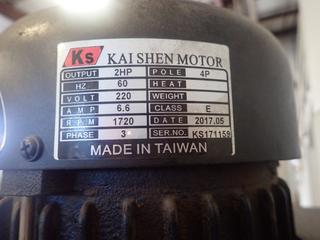 Ks KAI SHEN MOTOR
OUTPUT 2HP POLE 4P
HZ 60 HEAT
VOLT 220 WEIGHT
AMP 6.6 CLASS E
RPM 1720 DATE 2017.05
PHASE 3 SER.NO. KS171159
MADE IN TAIWAN